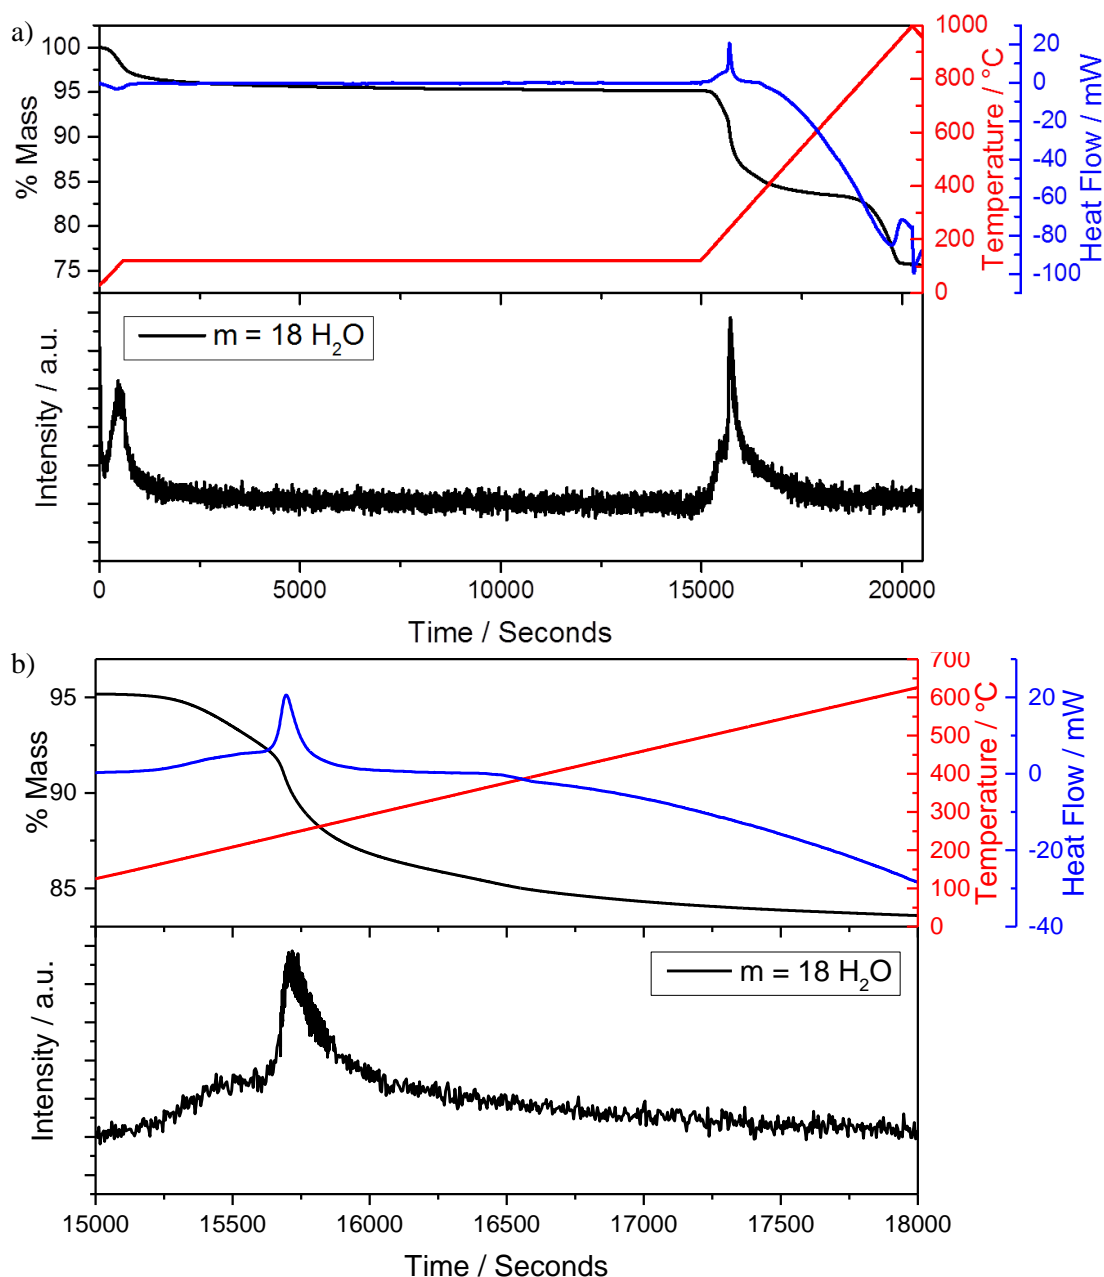 a)
100
95
90
85
80
75
% Mass
1000
800
600
400
200
0
Temperature / °C
20
0
-20
-40
-60
-80
-100
Heat Flow / mW
m = 18 H₂O
Intensity / a.u.
0 5000 10000 15000 20000
Time / Seconds
b)
95
90
85
% Mass
700
600
500
400
300
200
100
0
Temperature / °C
20
0
-20
-40
Heat Flow / mW
m = 18 H₂O
Intensity / a.u.
15000 15500 16000 16500 17000 17500 18000
Time / Seconds